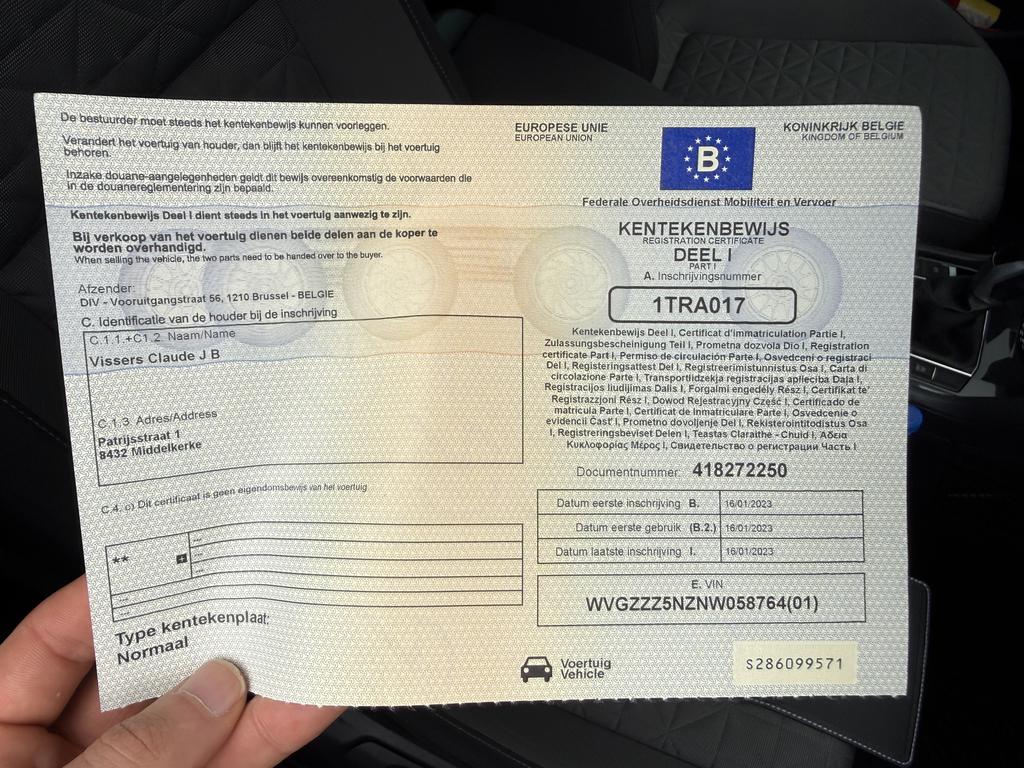 De bestuurder moet steeds het kentekenbewijs kunnen voorleggen.
Verandert het voertuig van houder, dan blijft het kentekenbewijs bij het voertuig
behoren.
Inzake douane-aangelegenheden geldt dit bewijs overeenkomstig de voorwaarden die
in de douanereglementering zijn bepaald.
Kentekenbewijs Deel I dient steeds in het voertuig aanwezig te zijn.
Bij verkoop van het voertuig dienen beide delen aan de koper te
worden overhandigd.
When selling the vehicle, the two parts need to be handed over to the buyer.
Afzender:
DIV - Vooruitgangstraat 56, 1210 Brussel - BELGIE
C. Identificatie van de houder bij de inschrijving
C.1.1.+C1.2. Naam/Name
Vissers Claude J B
C.1.3. Adres/Address
Patrijsstraat 1
8432 Middelkerke
C.4. c) Dit certificaat is geen eigendomsbewijs van het voertuig
**
...
...
...
...
...
Type kentekenplaat:
Normaal
EUROPESE UNIE
EUROPEAN UNION
B
KONINKRIJK BELGIE
KINGDOM OF BELGIUM
Federale Overheidsdienst Mobiliteit en Vervoer
KENTEKENBEWIJS
REGISTRATION CERTIFICATE
DEEL I
PART I
A. Inschrijvingsnummer
1TRA017
Kentekenbewijs Deel I, Certificat d'immatriculation Partie I,
Zulassungsbescheinigung Teil I, Prometna dozvola Dio I, Registration
certificate Part I, Permiso de circulación Parte I, Osvedceni o registraci
Del I, Registeringsattest Del I, Registreerimistunnistus Osa I, Carta di
circolazione Parte I, Transportlidzekja registracijas aplieciba Daļa I,
Registracijos liudijimas Dalis I, Forgalmi engedély Rész I, Certifikat te'
Registrazzjoni Rész I, Dowod Rejestracyjny Część I, Certificado de
matricula Parte I, Certificat de Inmatriculare Parte I, Osvedcenie o
evidencii Časť I, Prometno dovoljenje Del I, Rekisterointitodistus Osa
I, Registreringsbeviset Delen I, Teastas Claraithe - Chuid I, Άδεια
Κυκλοφορίας Μέρος I, Свидетельство о регистрации Часть I
Documentnummer: 418272250
Datum eerste inschrijving B. 16/01/2023
Datum eerste gebruik (B.2.) 16/01/2023
Datum laatste inschrijving I. 16/01/2023
E. VIN
WVGZZZ5NZNW058764(01)
Voertuig
Vehicle
S286099571